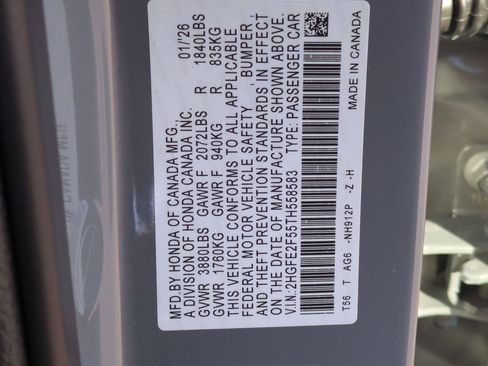 MFD.BY HONDA OF CANADA MFG.,
A DIVISION OF HONDA CANADA INC. 01/'26
GVWR 3880LBS GAWR F 2072LBS R 1840LBS
GVWR 1760KG GAWR F 940KG R 835KG
THIS VEHICLE CONFORMS TO ALL APPLICABLE
FEDERAL MOTOR VEHICLE SAFETY, BUMPER,
AND THEFT PREVENTION STANDARDS IN EFFECT
ON THE DATE OF MANUFACTURE SHOWN ABOVE.
V.I.N.:2HGFE2F55TH558583 TYPE: PASSENGER CAR
T56 T AG6 -NH912P -Z -H MADE IN CANADA